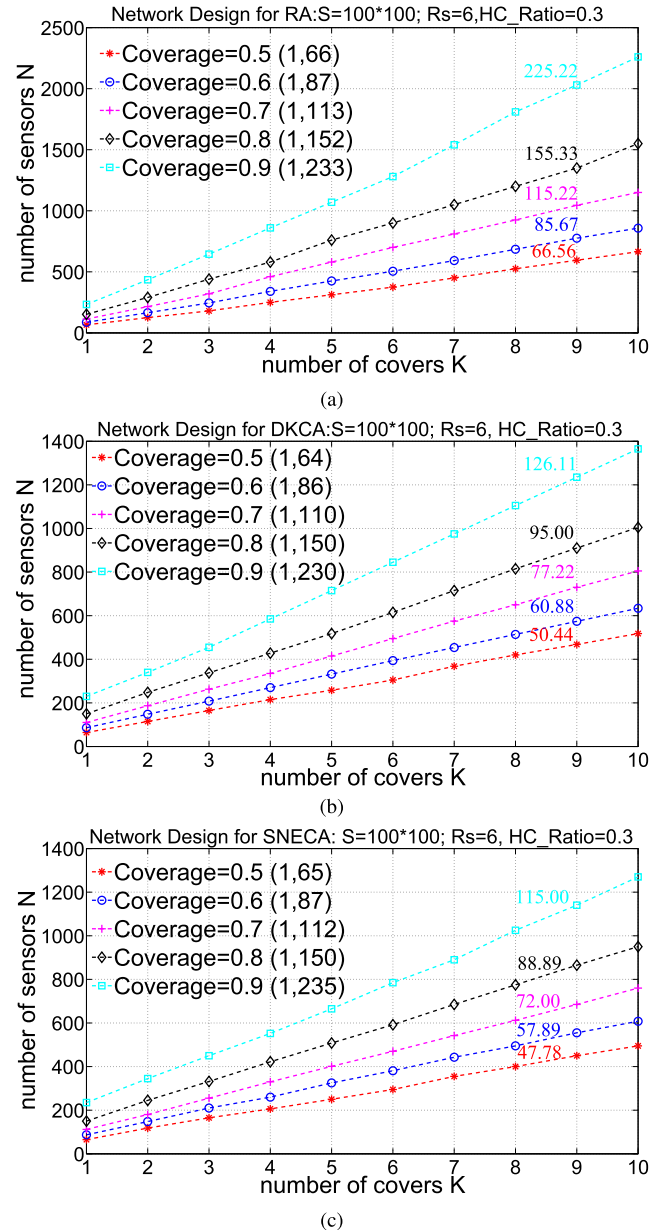 Network Design for RA:S=100*100; Rs=6,HC_Ratio=0.3
number of sensors N
2500
2000
1500
1000
500
0
Coverage=0.5 (1,66)
Coverage=0.6 (1,87)
Coverage=0.7 (1,113)
Coverage=0.8 (1,152)
Coverage=0.9 (1,233)
225.22
155.33
115.22
85.67
66.56
1 2 3 4 5 6 7 8 9 10
number of covers K
(a)
Network Design for DKCA:S=100*100; Rs=6, HC_Ratio=0.3
number of sensors N
1400
1200
1000
800
600
400
200
0
Coverage=0.5 (1,64)
Coverage=0.6 (1,86)
Coverage=0.7 (1,110)
Coverage=0.8 (1,150)
Coverage=0.9 (1,230)
126.11
95.00
77.22
60.88
50.44
1 2 3 4 5 6 7 8 9 10
number of covers K
(b)
Network Design for SNECA: S=100*100; Rs=6, HC_Ratio=0.3
number of sensors N
1400
1200
1000
800
600
400
200
0
Coverage=0.5 (1,65)
Coverage=0.6 (1,87)
Coverage=0.7 (1,112)
Coverage=0.8 (1,150)
Coverage=0.9 (1,235)
115.00
88.89
72.00
57.89
47.78
1 2 3 4 5 6 7 8 9 10
number of covers K
(c)